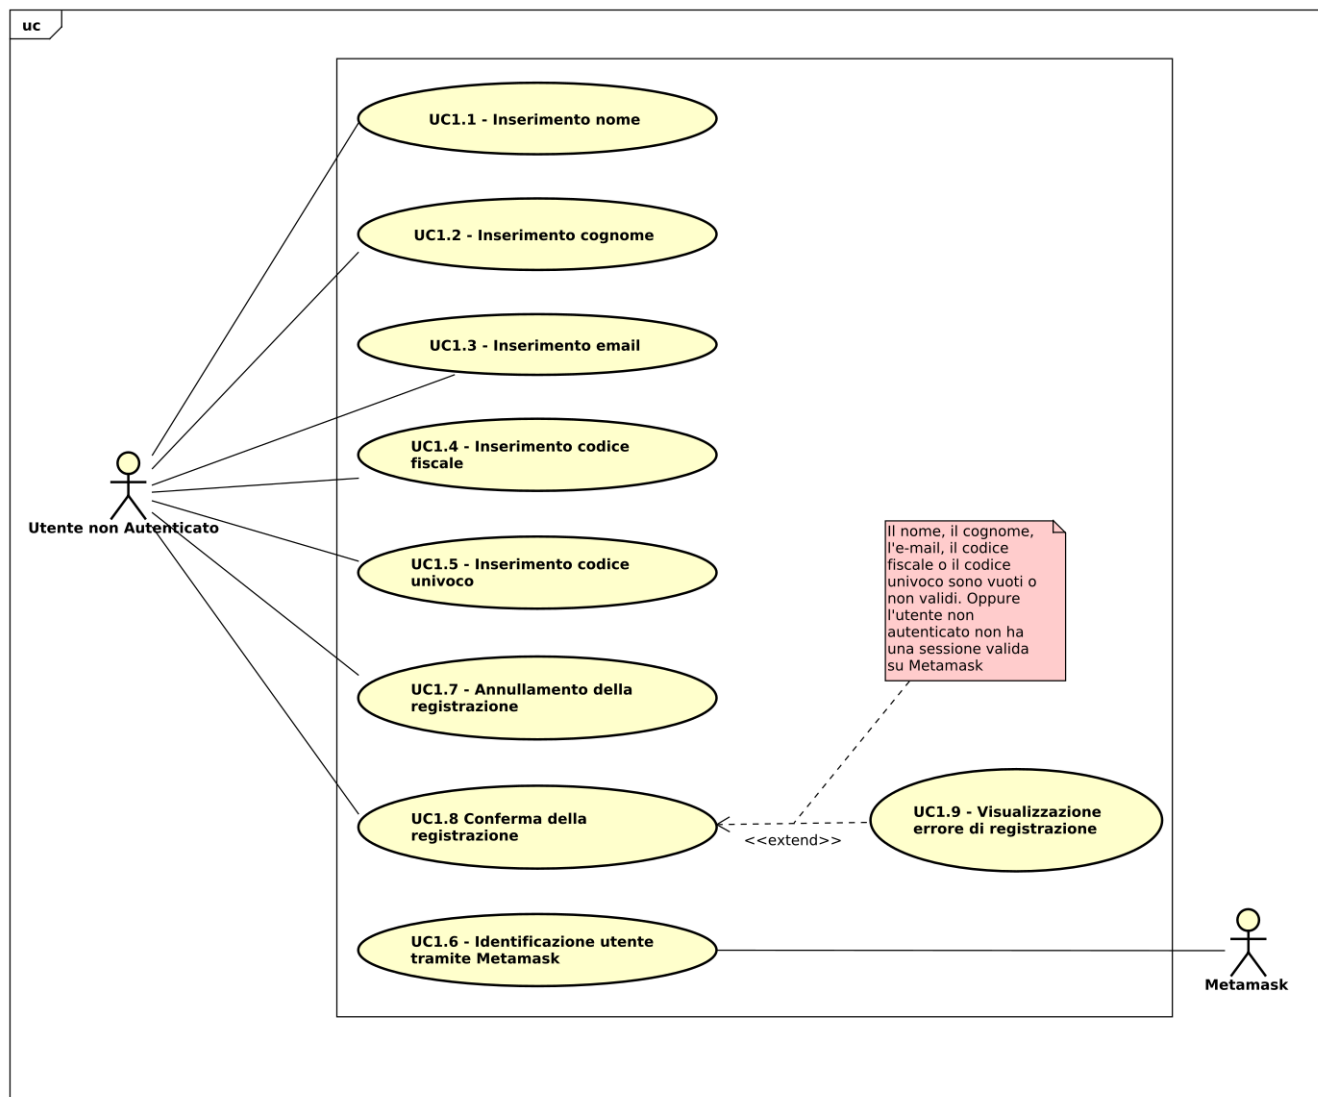 uc
UC1.1 - Inserimento nome
UC1.2 - Inserimento cognome
UC1.3 - Inserimento email
UC1.4 - Inserimento codice
fiscale
Utente non Autenticato
Il nome, il cognome,
l'e-mail, il codice
fiscale o il codice
univoco sono vuoti o
non validi. Oppure
l'utente non
autenticato non ha
una sessione valida
su Metamask
UC1.5 - Inserimento codice
univoco
UC1.7 - Annullamento della
registrazione
UC1.8 Conferma della
registrazione
<<extend>>
UC1.9 - Visualizzazione
errore di registrazione
UC1.6 - Identificazione utente
tramite Metamask
Metamask